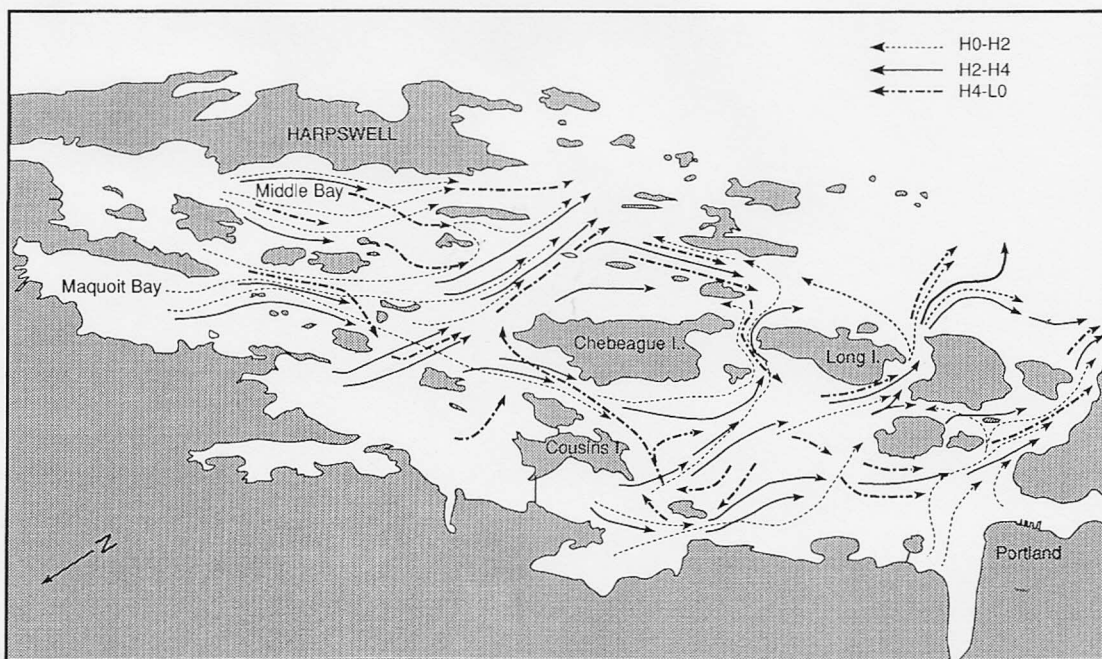 H0-H2
H2-H4
H4-L0
HARPSWELL
Middle Bay
Maquoit Bay
Chebeague I..
Long I.
Cousins I.
N
Portland